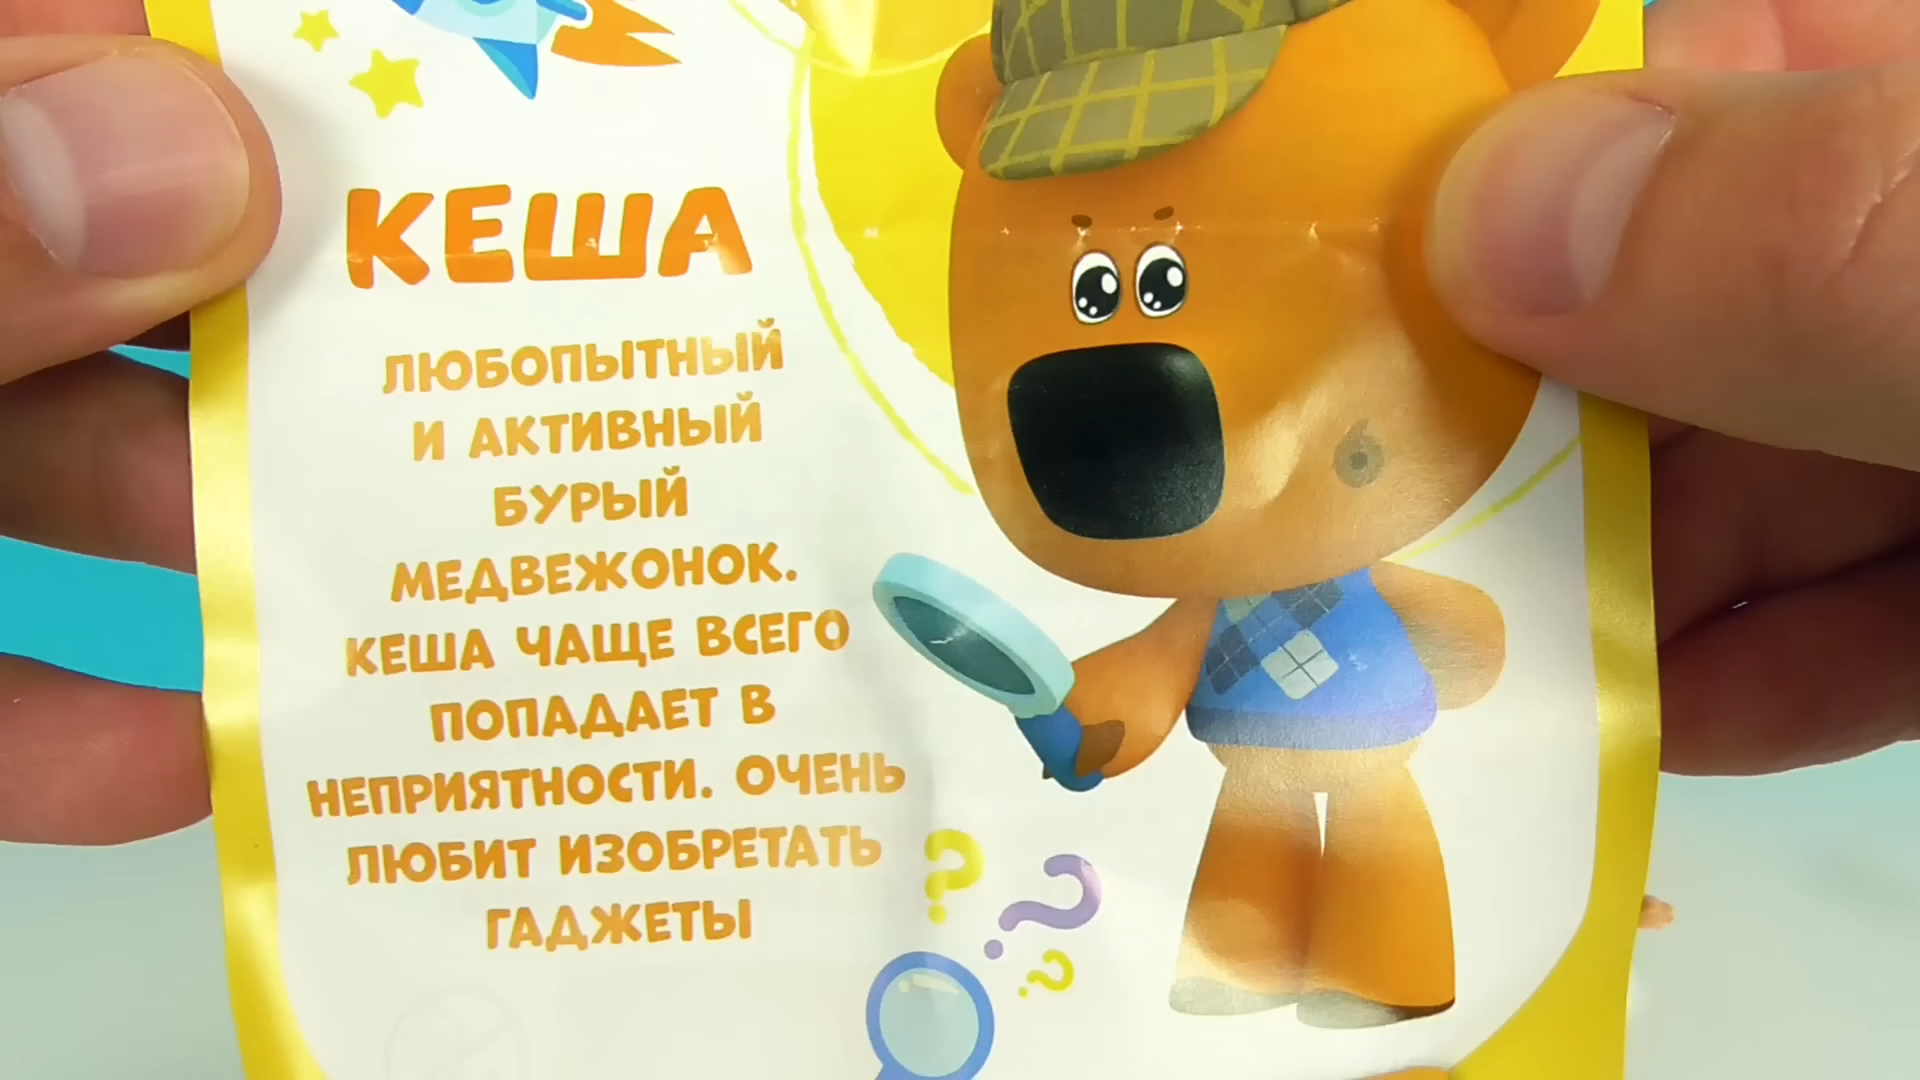 КЕША
ЛЮБОПЫТНЫЙ
И АКТИВНЫЙ
БУРЫЙ
МЕДВЕЖОНОК.
КЕША ЧАЩЕ ВСЕГО
ПОПАДАЕТ В
НЕПРИЯТНОСТИ. ОЧЕНЬ
ЛЮБИТ ИЗОБРЕТАТЬ
ГАДЖЕТЫ